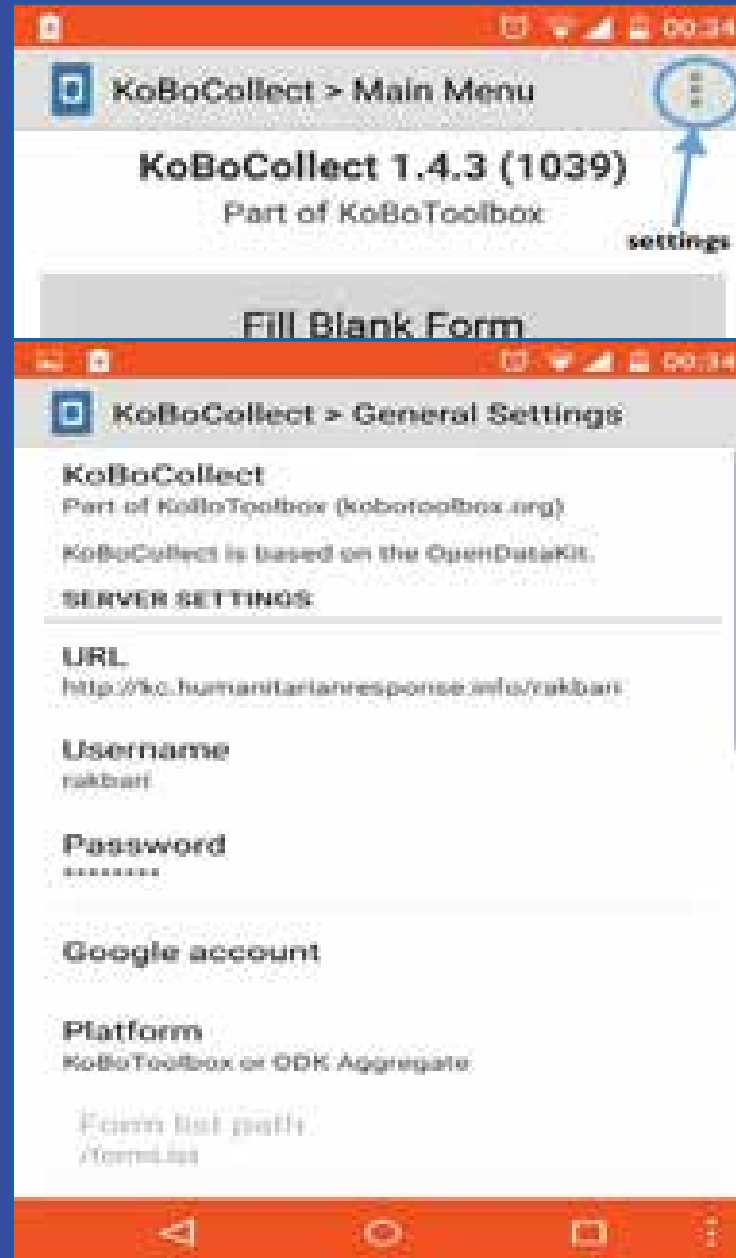 00:34
KoBoCollect > Main Menu
KoBoCollect 1.4.3 (1039)
Part of KoBoToolbox
settings
Fill Blank Form
00:34
KoBoCollect > General Settings
KoBoCollect
Part of KoBoToolbox (kobotoolbox.org)
KoBoCollect is based on the OpenDataKit.
SERVER SETTINGS
URL
http://kc.humanitarianresponse.info/rakbari
Username
rakbari
Password
********
Google account
Platform
KoBoToolbox or ODK Aggregate
Form list path
/formList